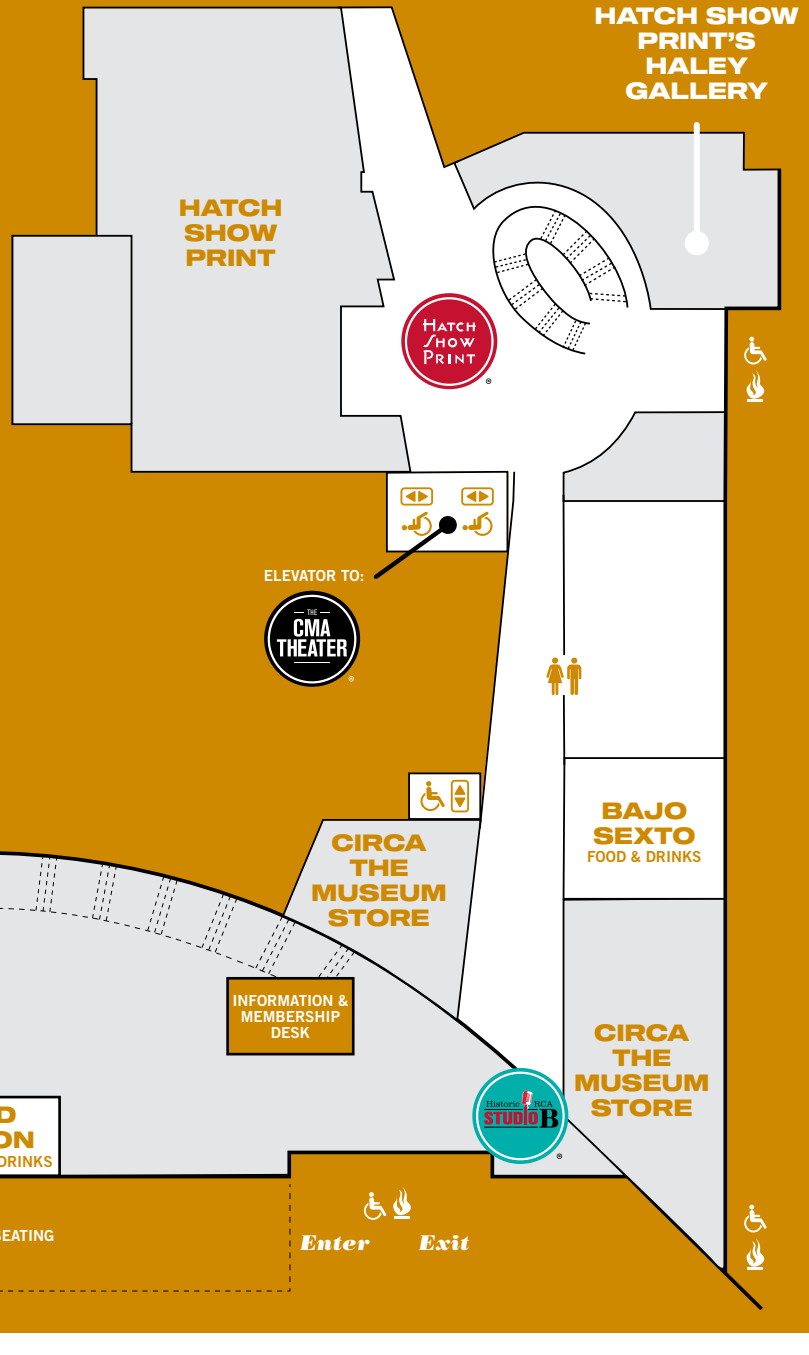 HATCH SHOW
PRINT'S
HALEY
GALLERY
HATCH
SHOW
PRINT
HATCH
SHOW
PRINT
®
ELEVATOR TO:
THE
CMA
THEATER
®
BAJO
SEXTO
FOOD & DRINKS
CIRCA
THE
MUSEUM
STORE
INFORMATION &
MEMBERSHIP
DESK
CIRCA
THE
MUSEUM
STORE
Historic RCA
STUDIO B
®
D
ON
DRINKS
EATING
Enter Exit